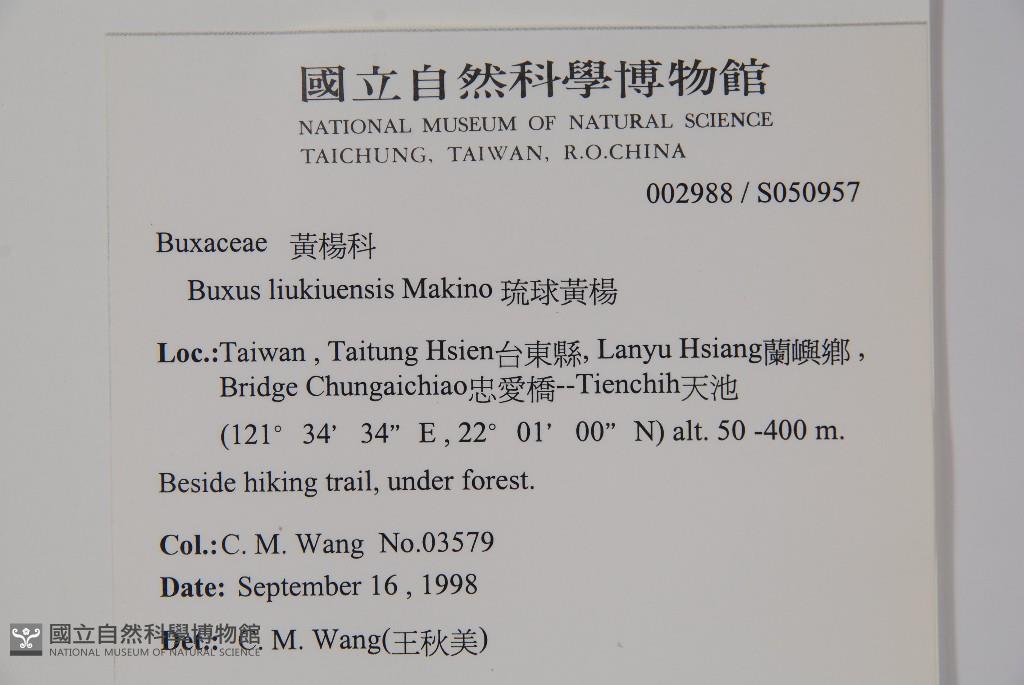 國立自然科學博物館
NATIONAL MUSEUM OF NATURAL SCIENCE
TAICHUNG, TAIWAN, R.O.CHINA
002988 / S050957
Buxaceae 黃楊科
Buxus liukiuensis Makino 琉球黃楊
Loc.:Taiwan , Taitung Hsien台東縣, Lanyu Hsiang蘭嶼鄉 ,
Bridge Chungaichiao忠愛橋--Tienchih天池
(121° 34’ 34” E , 22° 01’ 00” N) alt. 50 -400 m.
Beside hiking trail, under forest.
Col.:C. M. Wang No.03579
Date: September 16 , 1998
Det.: C. M. Wang(王秋美)
國立自然科學博物館
NATIONAL MUSEUM OF NATURAL SCIENCE